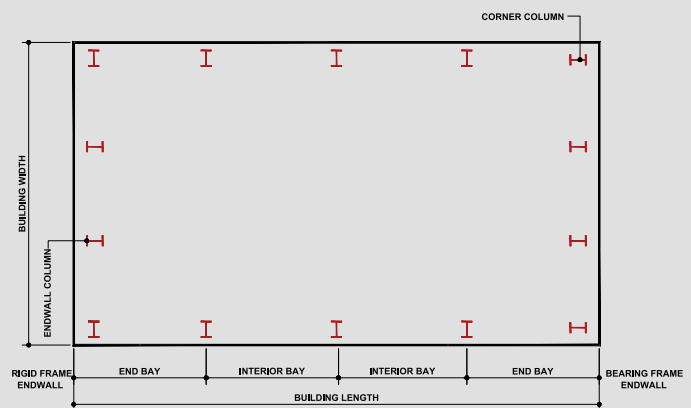 CORNER COLUMN
BUILDING WIDTH
ENDWALL COLUMN
RIGID FRAME
ENDWALL
END BAY
INTERIOR BAY
INTERIOR BAY
END BAY
BEARING FRAME
ENDWALL
BUILDING LENGTH